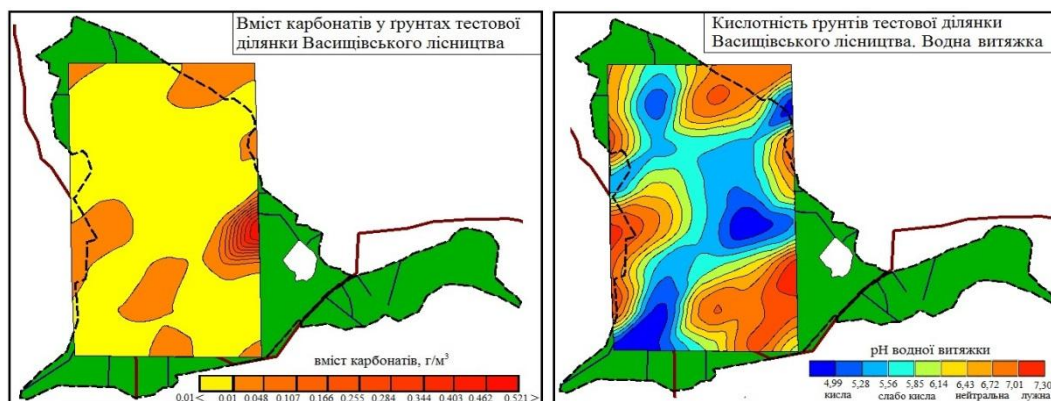 Вміст карбонатів у ґрунтах тестової
ділянки Васищівського лісництва
вміст карбонатів, г/м³
0.01< 0.01 0.048 0.107 0.166 0.255 0.284 0.344 0.403 0.462 0.521>
Кислотність ґрунтів тестової ділянки
Васищівського лісництва. Водна витяжка
рН водної витяжки
4,99 5,28 5,56 5,85 6,14 6,43 6,72 7,01 7,30
кисла слабо кисла нейтральна лужна